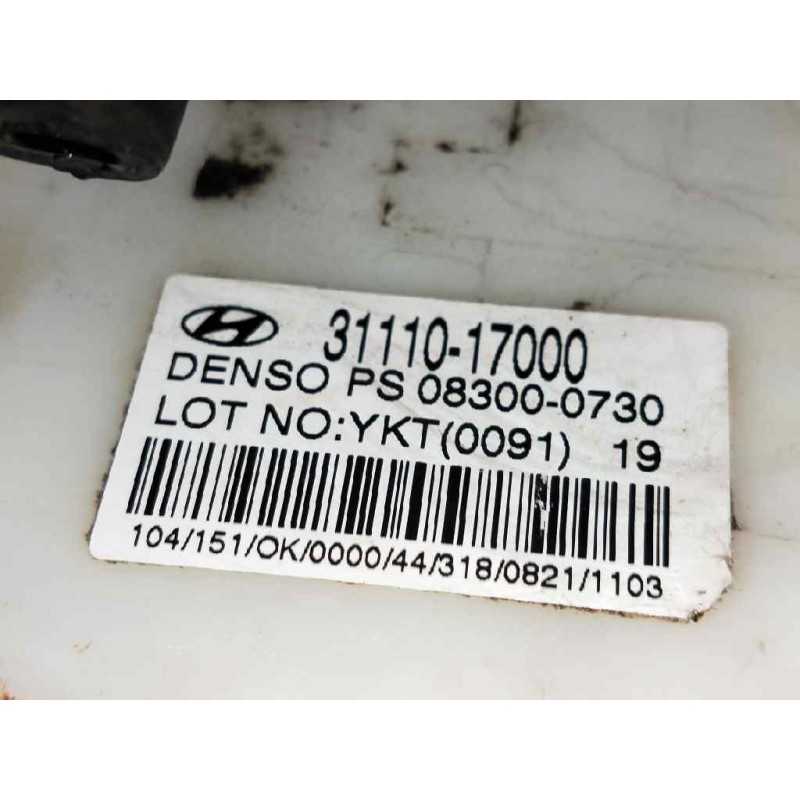 31110-17000
DENSO PS 08300-0730
LOT NO:YKT(0091) 19
104/151/OK/0000/44/318/0821/1103